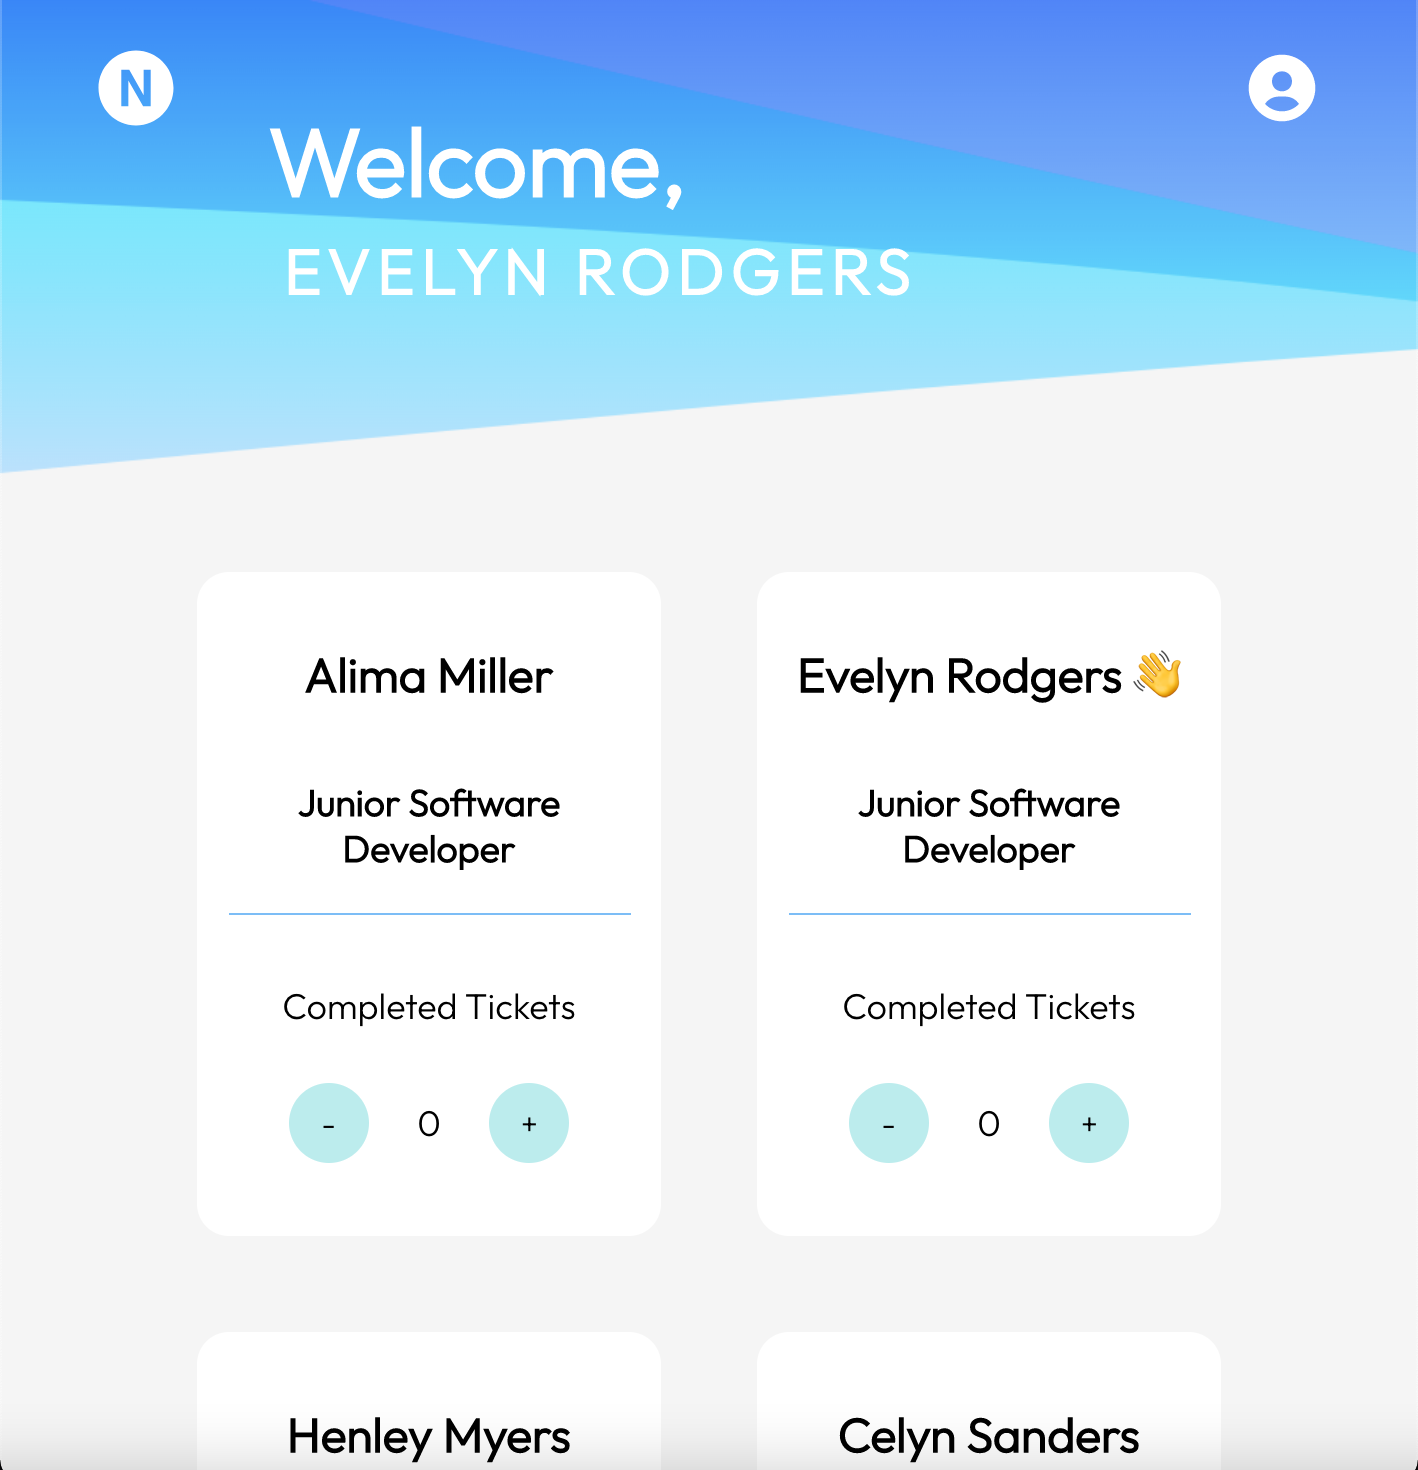 N
Welcome,
EVELYN RODGERS
Alima Miller
Junior Software
Developer
Completed Tickets
- 0 +
Evelyn Rodgers 👋
Junior Software
Developer
Completed Tickets
- 0 +
Henley Myers
Celyn Sanders